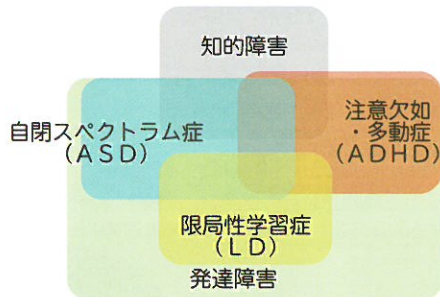 知的障害
自閉スペクトラム症
(ASD)
注意欠如
・多動症
(ADHD)
限局性学習症
(LD)
発達障害